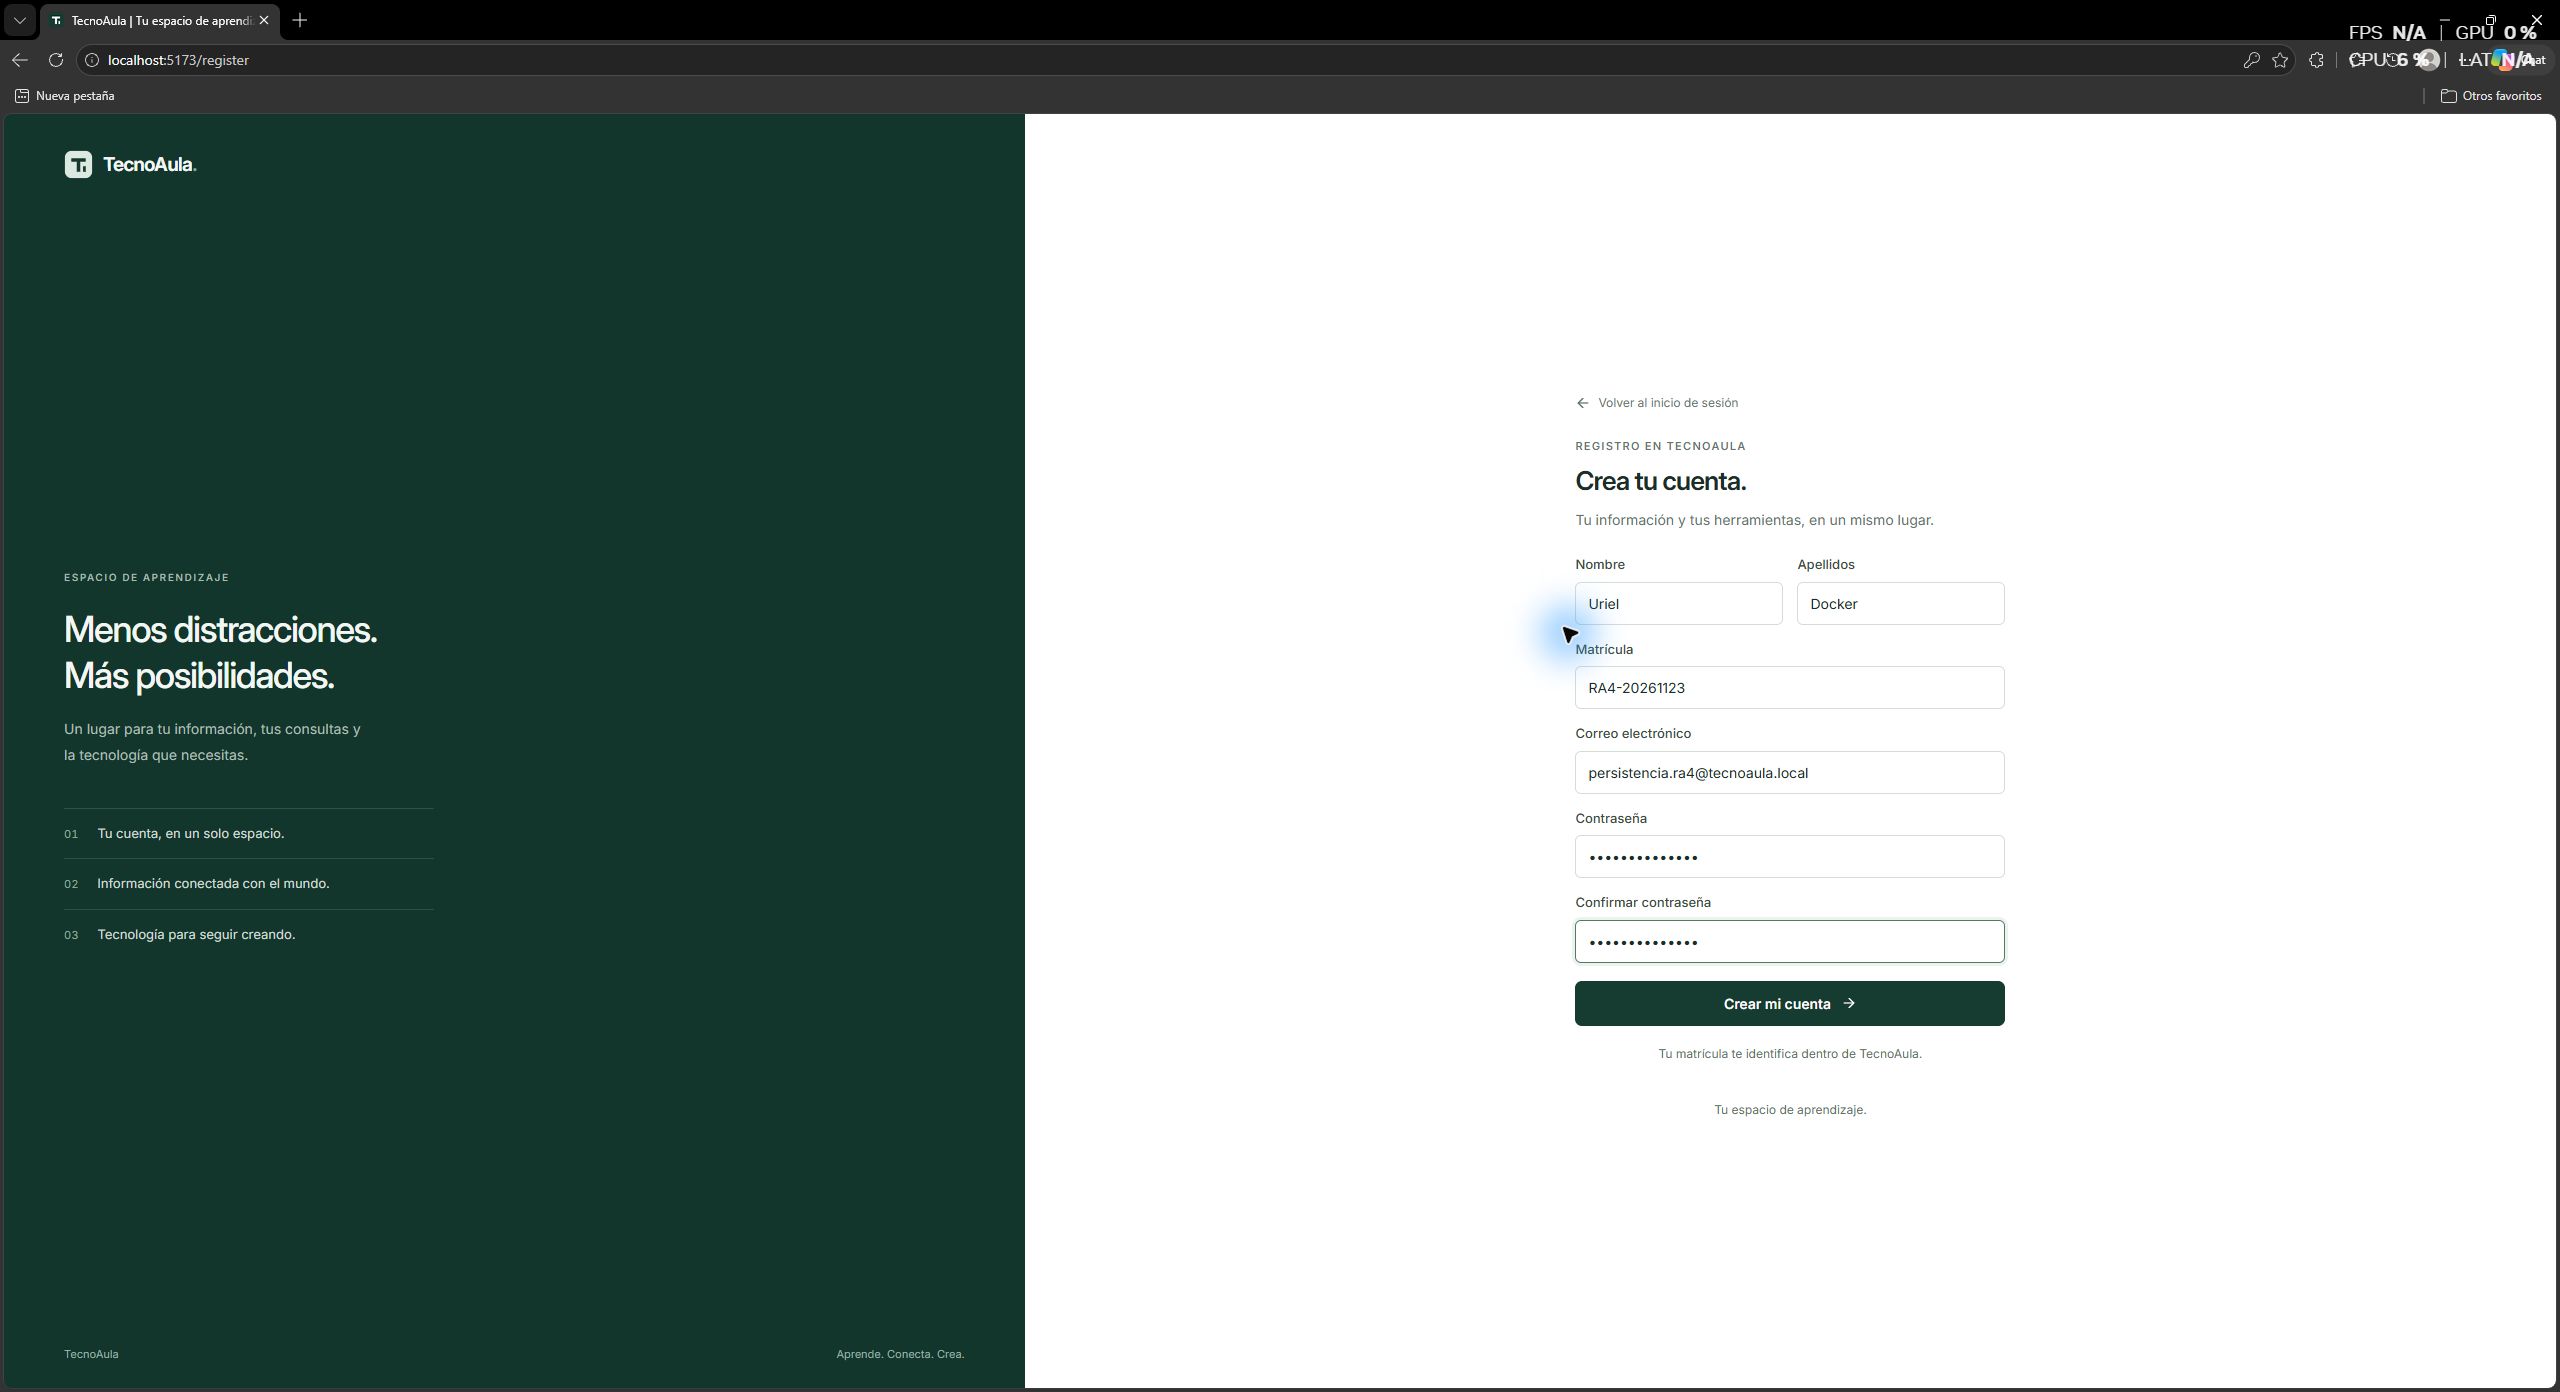 TecnoAula | Tu espacio de aprendi
FPS N/A | GPU 0 %
localhost:5173/register
CPU 6 % | LAT N/A
Nueva pestaña
Otros favoritos
TecnoAula.
ESPACIO DE APRENDIZAJE
Menos distracciones.
Más posibilidades.
Un lugar para tu información, tus consultas y
la tecnología que necesitas.
01 Tu cuenta, en un solo espacio.
02 Información conectada con el mundo.
03 Tecnología para seguir creando.
TecnoAula
Aprende. Conecta. Crea.
← Volver al inicio de sesión
REGISTRO EN TECNOAULA
Crea tu cuenta.
Tu información y tus herramientas, en un mismo lugar.
Nombre Apellidos
Uriel Docker
Matrícula
RA4-20261123
Correo electrónico
persistencia.ra4@tecnoaula.local
Contraseña
••••••••••••••
Confirmar contraseña
••••••••••••••
Crear mi cuenta →
Tu matrícula te identifica dentro de TecnoAula.
Tu espacio de aprendizaje.